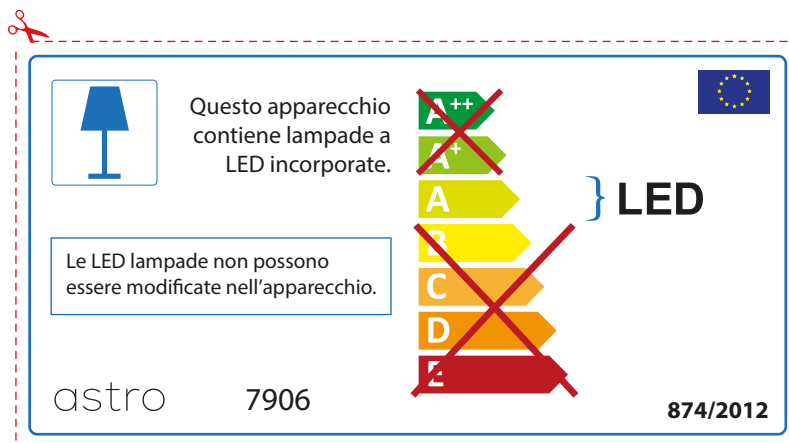 Questo apparecchio
contiene lampade a
LED incorporate.
A++
A+
A
B
C
D
E
LED
Le LED lampade non possono
essere modificate nell'apparecchio.
astro
7906
874/2012